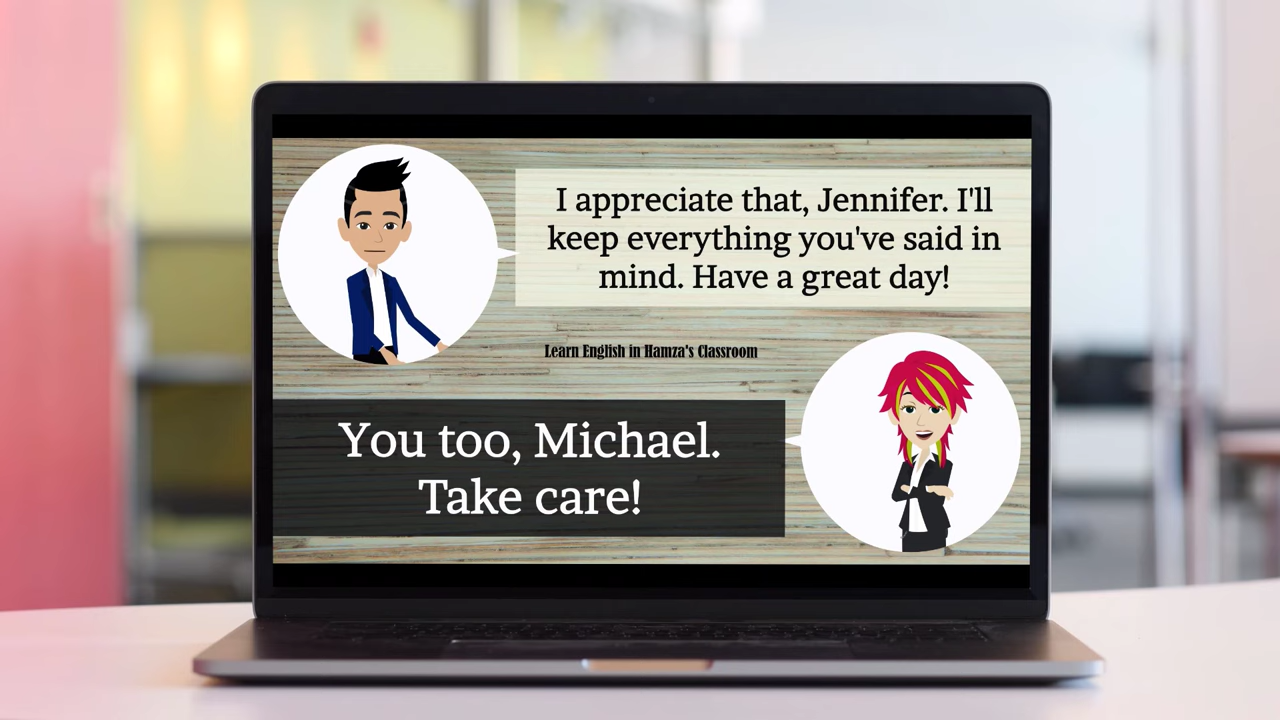 I appreciate that, Jennifer. I'll
keep everything you've said in
mind. Have a great day!
Learn English in Hamza's Classroom
You too, Michael.
Take care!